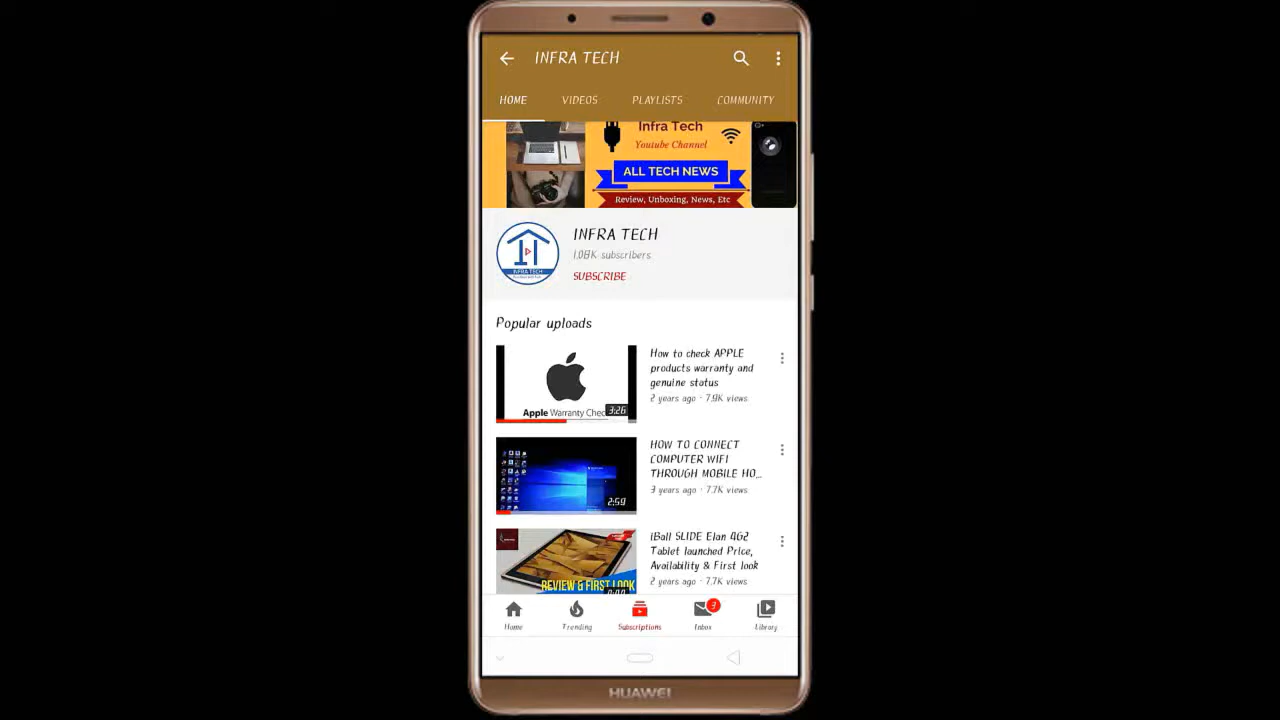 INFRA TECH
HOME VIDEOS PLAYLISTS COMMUNITY
Infra Tech
Youtube Channel
ALL TECH NEWS
Review, Unboxing, News, Etc
INFRA TECH
1.08K subscribers
SUBSCRIBE
INFRA TECH
Popular uploads
How to check APPLE
products warranty and
genuine status
2 years ago · 7.9K views
Apple Warranty Chec
3:26
HOW TO CONNECT
COMPUTER WIFI
THROUGH MOBILE HO...
3 years ago · 7.7K views
2:59
iBall SLIDE Elan 4G2
Tablet launched Price,
Availability & First look
2 years ago · 7.7K views
REVIEW & FIRST LOOK
3
Home Trending Subscriptions Inbox Library
HUAWEI